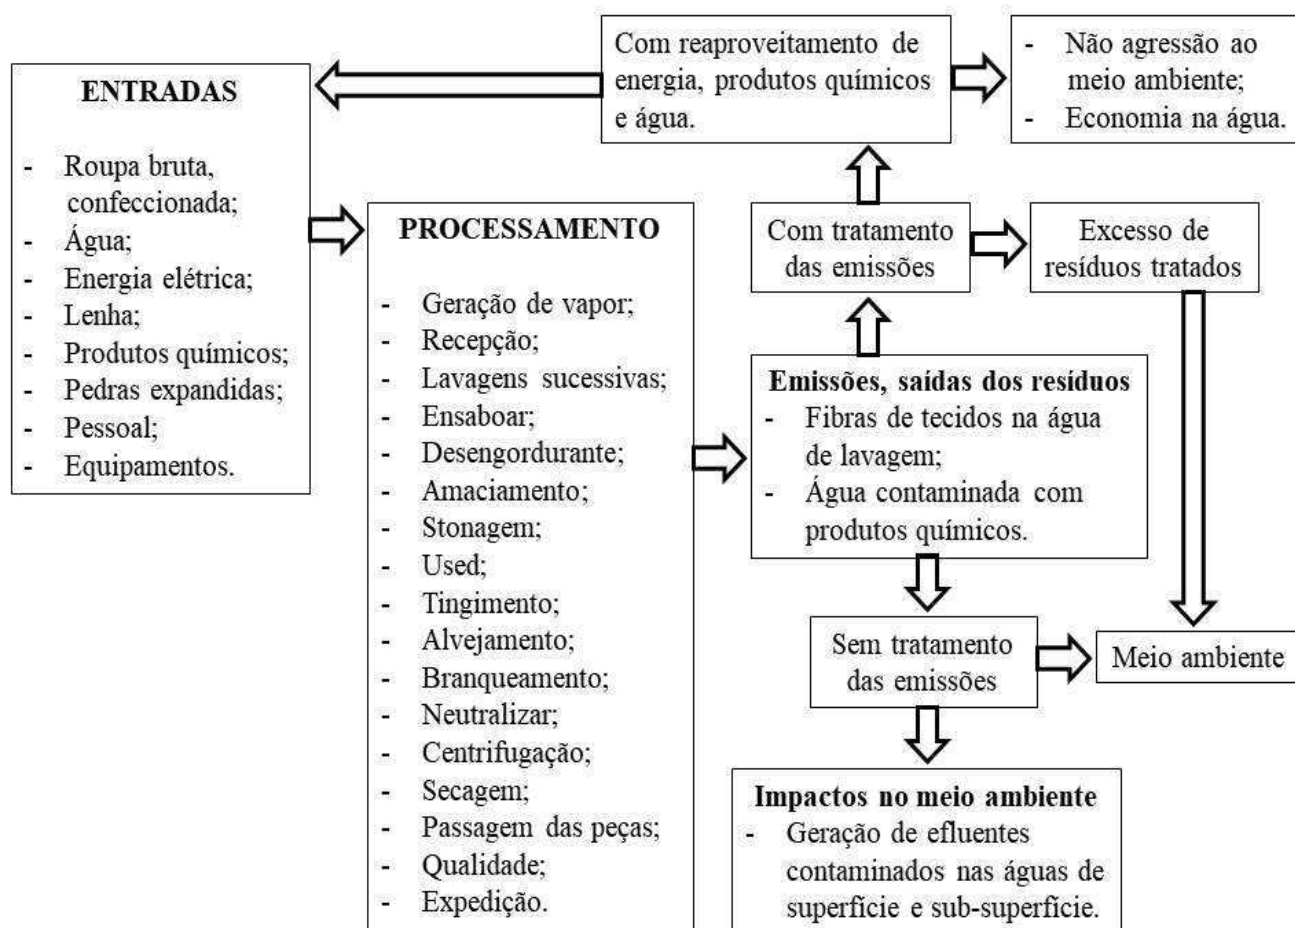 ENTRADAS
- Roupa bruta,
confeccionada;
- Água;
- Energia elétrica;
- Lenha;
- Produtos químicos;
- Pedras expandidas;
- Pessoal;
- Equipamentos.
PROCESSAMENTO
- Geração de vapor;
- Recepção;
- Lavagens sucessivas;
- Ensaboar;
- Desengordurante;
- Amaciamento;
- Stonagem;
- Used;
- Tingimento;
- Alvejamento;
- Branqueamento;
- Neutralizar;
- Centrifugação;
- Secagem;
- Passagem das peças;
- Qualidade;
- Expedição.
Com reaproveitamento de
energia, produtos químicos
e água.
- Não agressão ao
meio ambiente;
- Economia na água.
Com tratamento
das emissões
Excesso de
resíduos tratados
Emissões, saídas dos resíduos
- Fibras de tecidos na água
de lavagem;
- Água contaminada com
produtos químicos.
Sem tratamento
das emissões
Meio ambiente
Impactos no meio ambiente
- Geração de efluentes
contaminados nas águas de
superfície e sub-superfície.